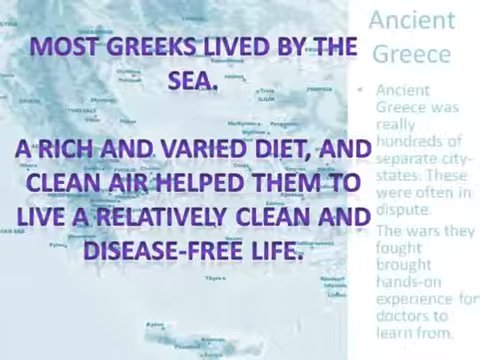 MOST GREEKS LIVED BY THE
SEA.
A RICH AND VARIED DIET, AND
CLEAN AIR HELPED THEM TO
LIVE A RELATIVELY CLEAN AND
DISEASE-FREE LIFE.
Ancient
Greece
• Ancient
Greece was
really
hundreds of
separate city-
states. These
were often in
dispute.
• The wars they
fought
brought
hands-on
experience for
doctors to
learn from.